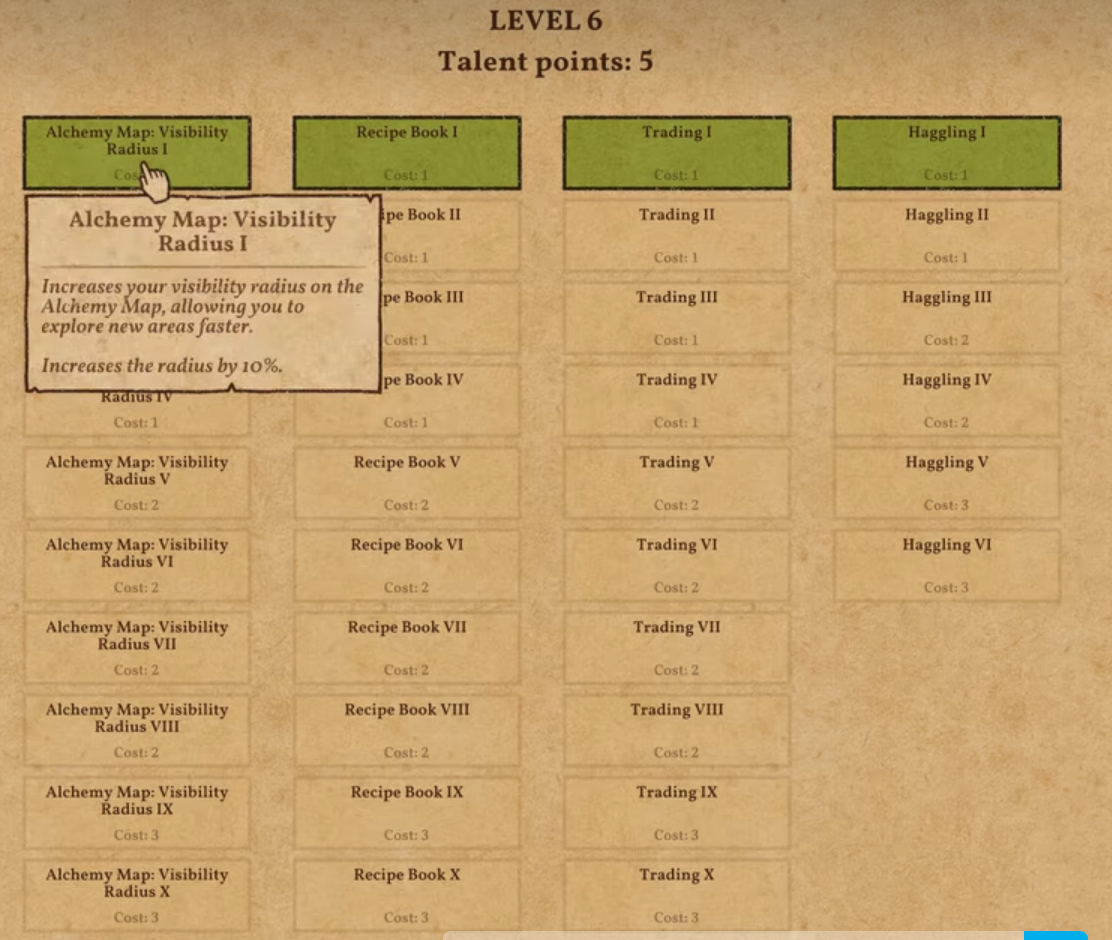 LEVEL 6
Talent points: 5
Alchemy Map: Visibility
Radius I
Recipe Book I
Cost: 1
Trading I
Cost: 1
Haggling I
Cost: 1
Alchemy Map: Visibility
Radius I
Increases your visibility radius on the
Alchemy Map, allowing you to
explore new areas faster.
Increases the radius by 10%.
Book II
Cost: 1
Trading II
Cost: 1
Haggling II
Cost: 1
Book III
Cost: 1
Trading III
Cost: 1
Haggling III
Cost: 2
Radius IV
Cost: 1
Book IV
Cost: 1
Trading IV
Cost: 1
Haggling IV
Cost: 2
Alchemy Map: Visibility
Radius V
Cost: 2
Recipe Book V
Cost: 2
Trading V
Cost: 2
Haggling V
Cost: 3
Alchemy Map: Visibility
Radius VI
Cost: 2
Recipe Book VI
Cost: 2
Trading VI
Cost: 2
Haggling VI
Cost: 3
Alchemy Map: Visibility
Radius VII
Cost: 2
Recipe Book VII
Cost: 2
Trading VII
Cost: 2
Alchemy Map: Visibility
Radius VIII
Cost: 2
Recipe Book VIII
Cost: 2
Trading VIII
Cost: 2
Alchemy Map: Visibility
Radius IX
Cost: 3
Recipe Book IX
Cost: 3
Trading IX
Cost: 3
Alchemy Map: Visibility
Radius X
Cost: 3
Recipe Book X
Cost: 3
Trading X
Cost: 3